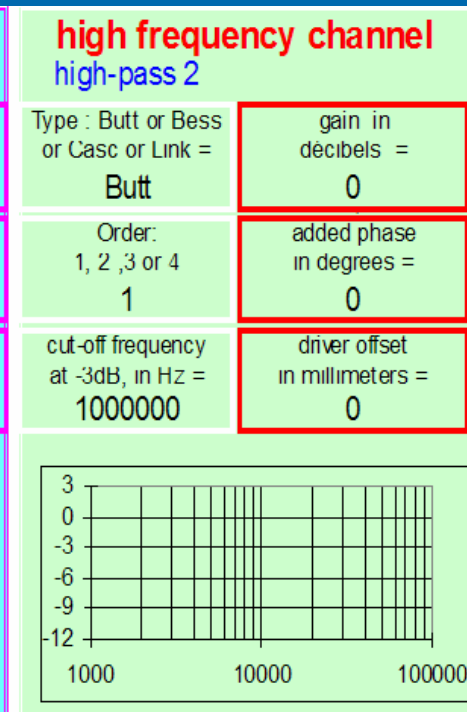 high frequency channel
high-pass 2
Type : Butt or Bess
or Casc or Link =
Butt
gain in
décibels =
0
Order:
1, 2 ,3 or 4
1
added phase
in degrees =
0
cut-off frequency
at -3dB, in Hz =
1000000
driver offset
in millimeters =
0
3
0
-3
-6
-9
-12
1000 10000 100000